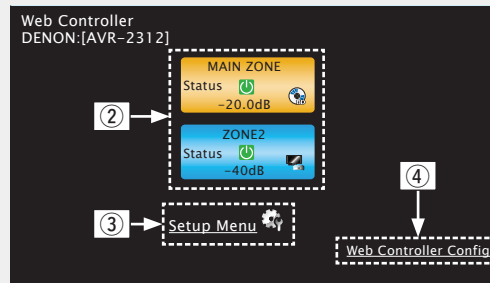 Web Controller
DENON:[AVR-2312]
MAIN ZONE
Status
-20.0dB
② 
ZONE2
Status
-40dB
④
③
Setup Menu
Web Controller Config